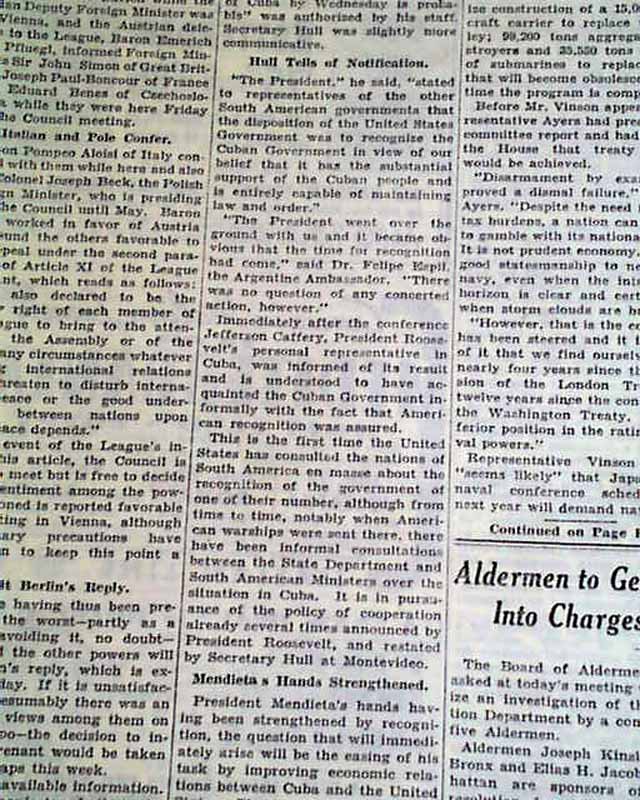 an Deputy Foreign Minister was
Vienna, and the Austrian dele-
to the League, Baron Emerich
Pfluegl, informed Foreign Min-
Sir John Simon of Great Brit-
Joseph Paul-Boncour of France
Eduard Benes of Czechoslo-
a while they were here Friday
he Council meeting.
Italian and Pole Confer.
on Pompeo Aloisi of Italy con-
d with them while here and also
Colonel Joseph Beck, the Polish
gn Minister, who is presiding
the Council until May. Baron
worked in favor of Austria
und the others favorable to
peal under the second para-
of Article XI of the League
nt, which reads as follows:
also declared to be the
right of each member of
gue to bring to the atten-
the Assembly or of the
any circumstances whatever
international relations
hreaten to disturb interna-
eace or the good under-
between nations upon
ace depends."
event of the League's in-
his article, the Council is
meet but is free to decide
entiment among the pow-
oned is reported favorable
ting in Vienna, although
ary precautions have
n to keep this point a
it Berlin's Reply.
having thus been pre-
the worst—partly as a
avoiding it, no doubt—
the other powers will
n's reply, which is ex-
day. If it is unsatisfac-
esumably there was an
views among them on
po—the decision to in-
enant would be taken
aps this week.
available information.
of Cuba by Wednesday is proba-
ble" was authorized by his staff.
Secretary Hull was slightly more
communicative.
Hull Tells of Notification.
"The President," he said, "stated
to representatives of the other
South American governments that
the disposition of the United States
Government was to recognize the
Cuban Government in view of our
belief that it has the substantial
support of the Cuban people and
is entirely capable of maintaining
law and order."
"The President went over the
ground with us and it became ob-
vious that the time for recognition
had come," said Dr. Felipe Espil,
the Argentine Ambassador. "There
was no question of any concerted
action, however."
Immediately after the conference
Jefferson Caffery, President Roose-
velt's personal representative in
Cuba, was informed of its result
and is understood to have ac-
quainted the Cuban Government in-
formally with the fact that Ameri-
can recognition was assured.
This is the first time the United
States has consulted the nations of
South America en masse about the
recognition of the government of
one of their number, although from
time to time, notably when Ameri-
can warships were sent there, there
have been informal consultations
between the State Department and
South American Ministers over the
situation in Cuba. It is in pursu-
ance of the policy of cooperation
already several times announced by
President Roosevelt, and restated
by Secretary Hull at Montevideo.
Mendieta's Hands Strengthened.
President Mendieta's hands hav-
ing been strengthened by recogni-
tion, the question that will immedi-
ately arise will be the easing of his
task by improving economic rela-
tions between Cuba and the United
ize construction of a 15,0
craft carrier to replace
ley; 99,200 tons aggrega
stroyers and 35,530 tons
of submarines to replac
that will become obsolesc
time the program is comp
Before Mr. Vinson appe
resentative Ayers had pre
committee report and had
the House that treaty
would be achieved.
"Disarmament by exa
proved a dismal failure,"
Ayers. "Despite the need
tax burdens, a nation can
to gamble with its nationa
It is not prudent economy,
good statesmanship to n
navy, even when the int
horizon is clear and cer
when storm clouds are b
"However, that is the c
has been steered and it i
of it that we find oursel
nearly four years since t
sion of the London T
twelve years since the con
the Washington Treaty,
ferior position in the ratin
val powers."
Representative Vinson
"seems likely" that Japa
naval conference sched
next year will demand na
Continued on Page
Aldermen to Ge
Into Charges
The Board of Alderme
asked at today's meeting
ize an investigation of t
tion Department by a co
five Aldermen.
Aldermen Joseph Kins
Bronx and Elias H. Jacob
hattan are sponsors o